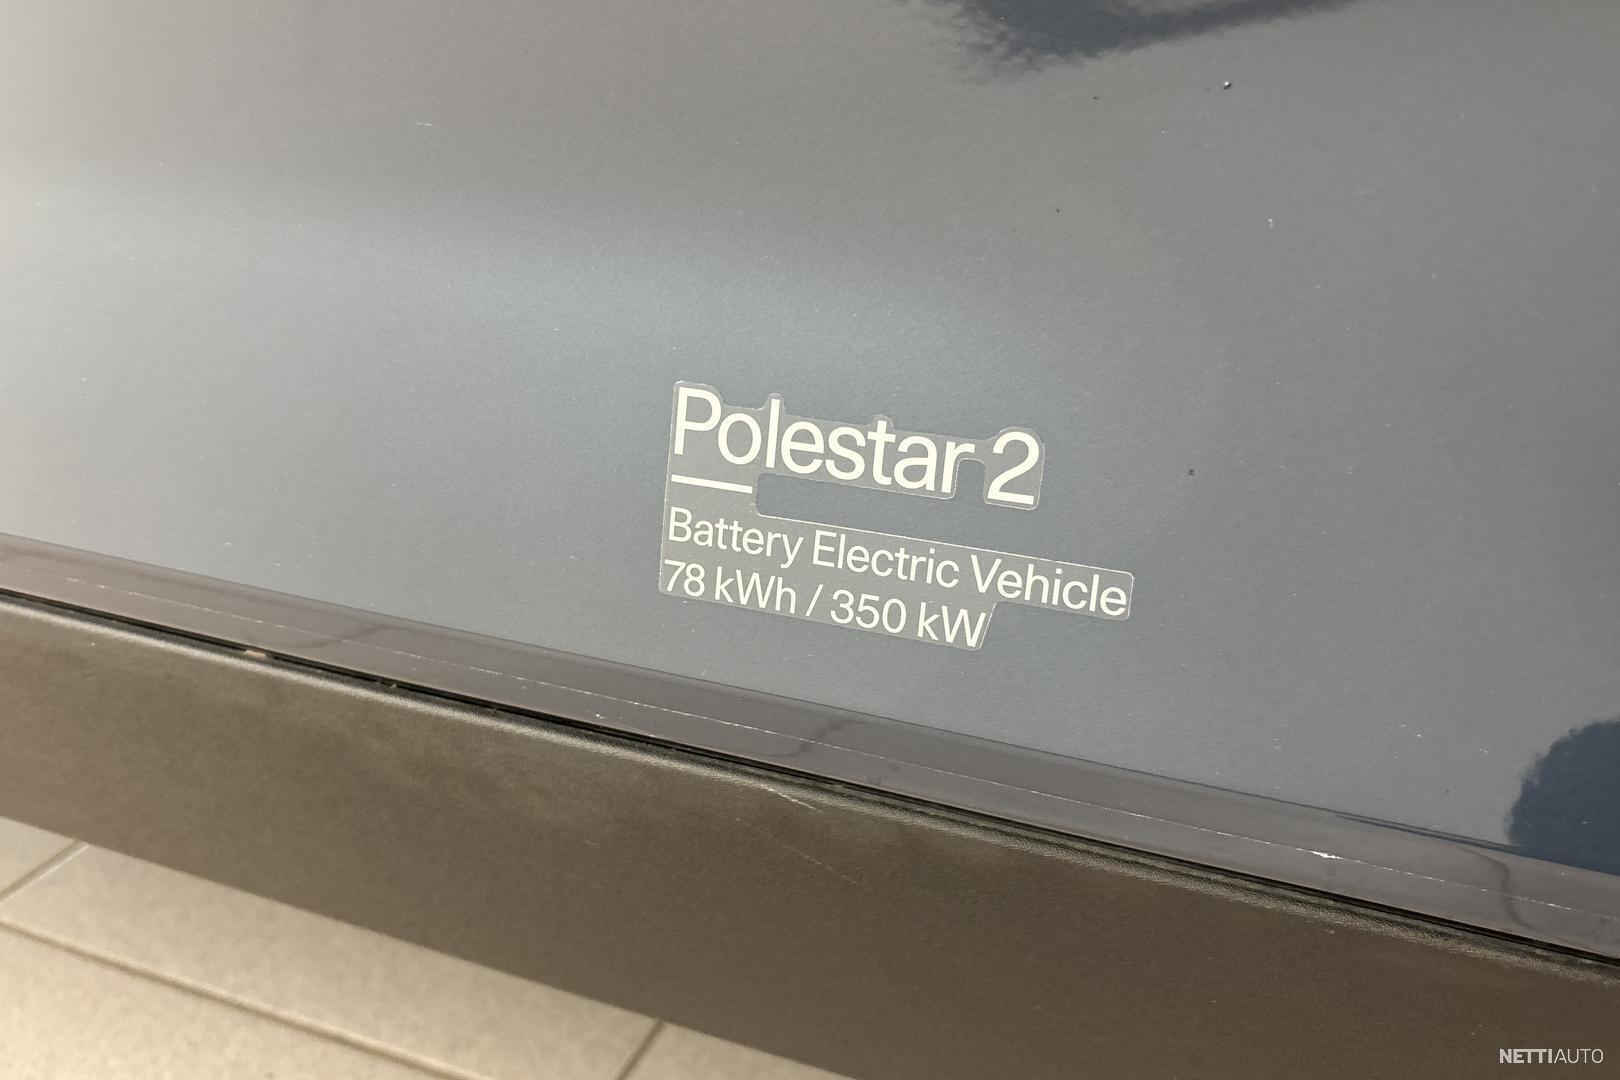 Polestar 2
Battery Electric Vehicle
78 kWh / 350 kW
NETTIAUTO